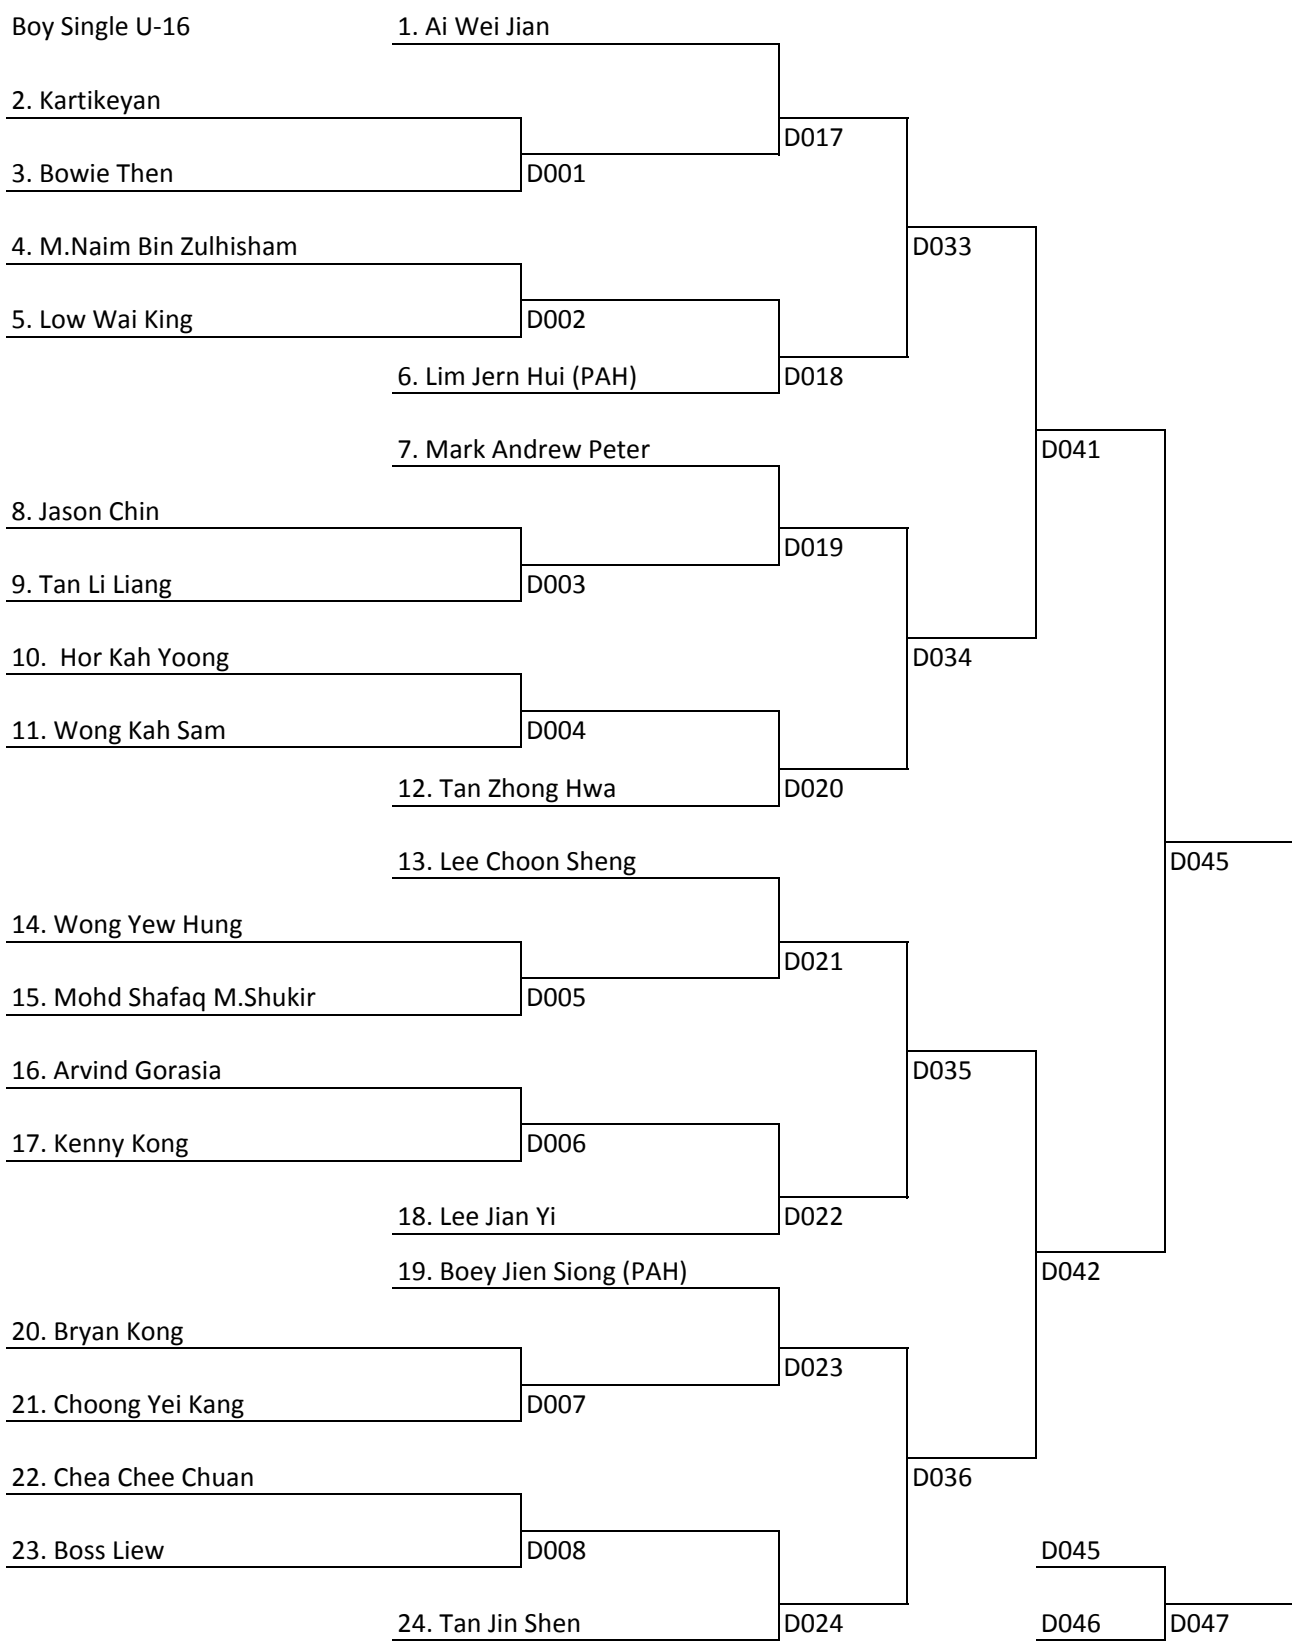 Boy Single U-16
1. Ai Wei Jian
2. Kartikeyan
D017
3. Bowie Then
D001
4. M.Naim Bin Zulhisham
D033
5. Low Wai King
D002
6. Lim Jern Hui (PAH)
D018
7. Mark Andrew Peter
D041
8. Jason Chin
D019
9. Tan Li Liang
D003
10.  Hor Kah Yoong
D034
11. Wong Kah Sam
D004
12. Tan Zhong Hwa
D020
13. Lee Choon Sheng
D045
14. Wong Yew Hung
D021
15. Mohd Shafaq M.Shukir
D005
16. Arvind Gorasia
D035
17. Kenny Kong
D006
18. Lee Jian Yi
D022
19. Boey Jien Siong (PAH)
D042
20. Bryan Kong
D023
21. Choong Yei Kang
D007
22. Chea Chee Chuan
D036
23. Boss Liew
D008
D045
24. Tan Jin Shen
D024
D046
D047